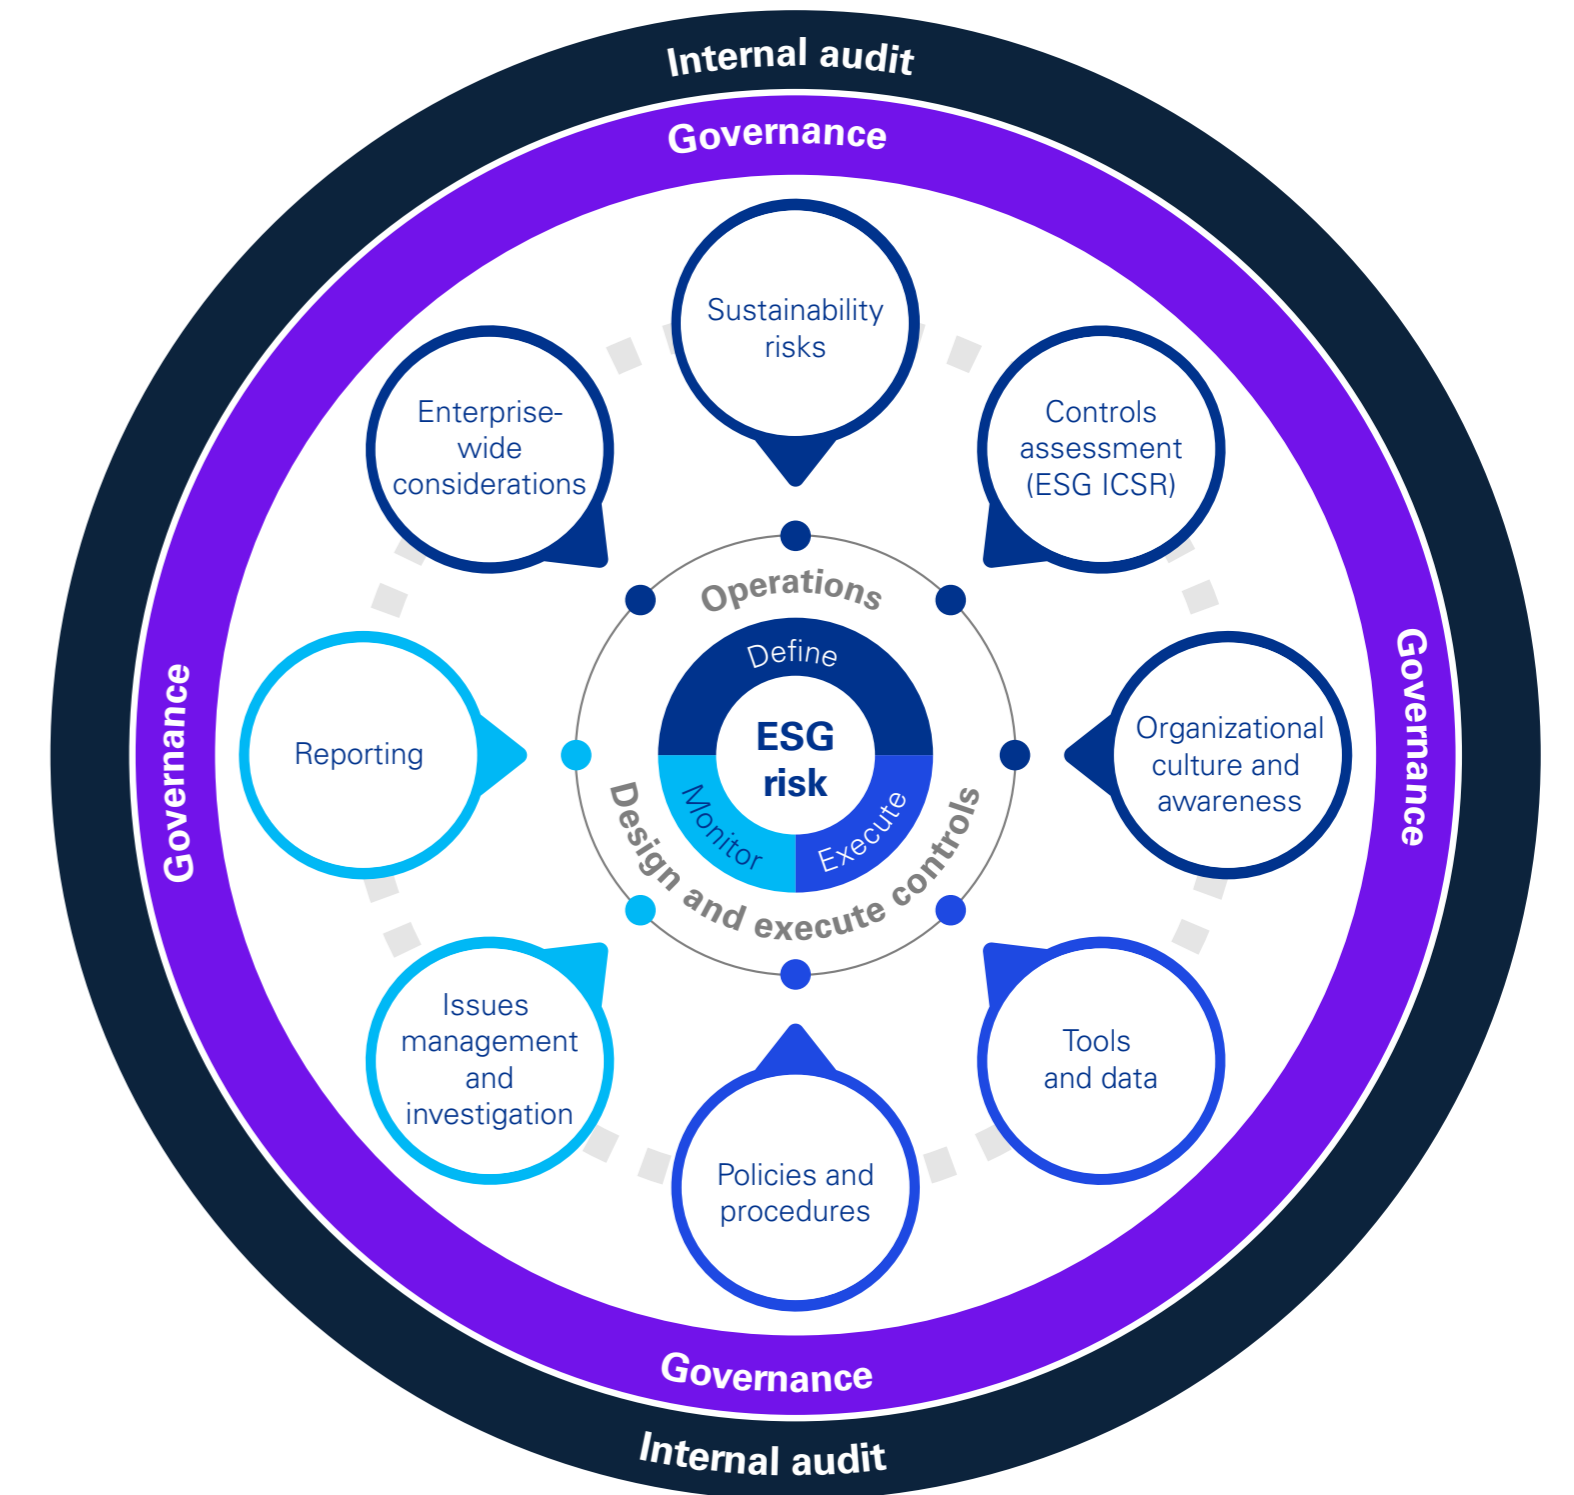 Internal audit
Governance
Sustainability
risks
Enterprise-
wide
considerations
Controls
assessment
(ESG ICSR)
Operations
Define
ESG
risk
Monitor
Execute
Design and execute controls
Governance
Reporting
Organizational
culture and
awareness
Governance
Issues
management
and
investigation
Tools
and data
Policies and
procedures
Governance
Internal audit